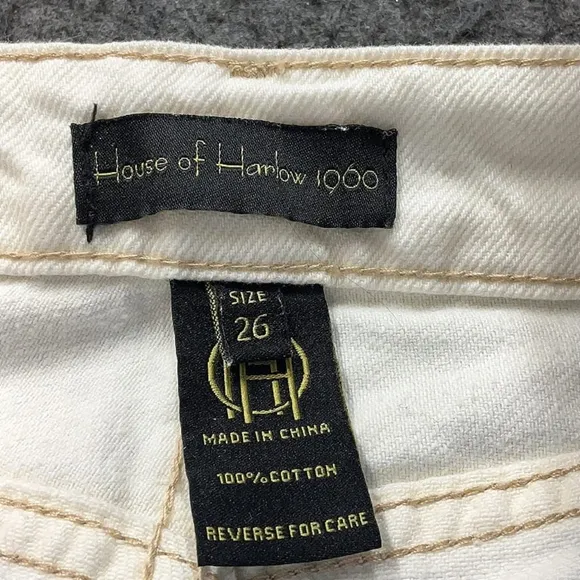 House of Harlow 1960
SIZE
26
MADE IN CHINA
100% COTTON
REVERSE FOR CARE